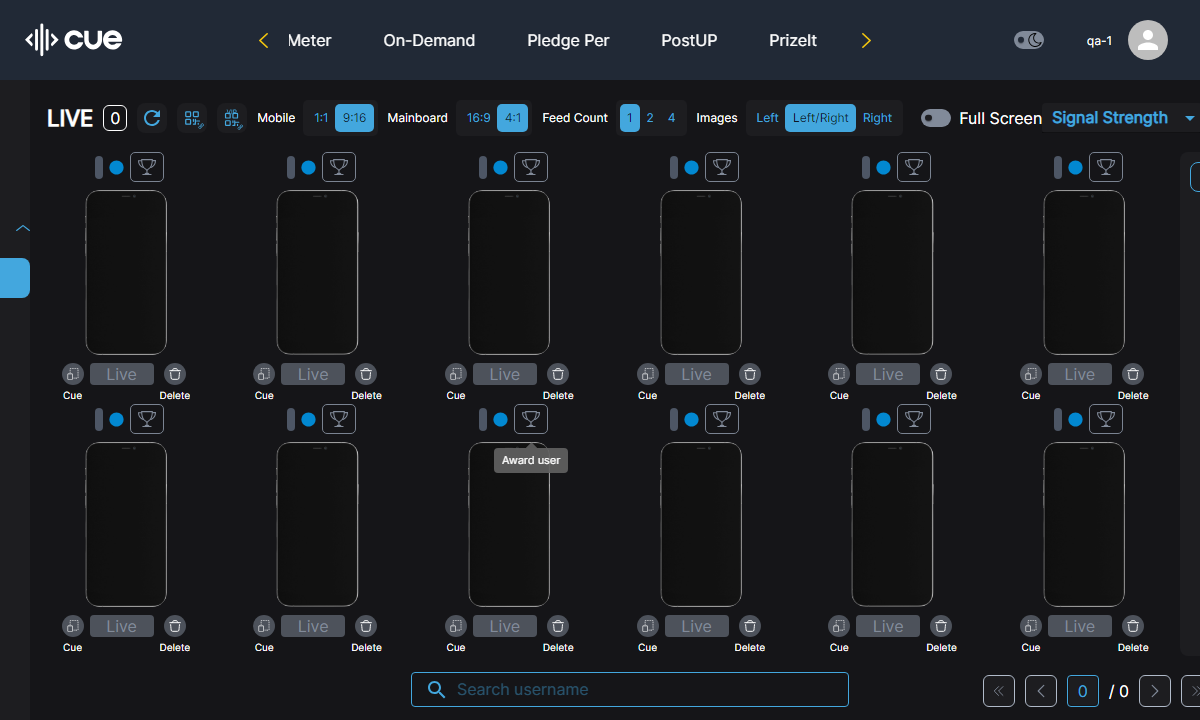 cue
Meter On-Demand Pledge Per PostUP PrizeIt
qa-1
LIVE 0 Mobile 1:1 9:16 Mainboard 16:9 4:1 Feed Count 1 2 4 Images Left Left/Right Right Full Screen Signal Strength
Live Live Live Live Live Live
Cue Delete Cue Delete Cue Delete Cue Delete Cue Delete Cue Delete
Award user
Live Live Live Live Live Live
Cue Delete Cue Delete Cue Delete Cue Delete Cue Delete Cue Delete
Search username
0 / 0